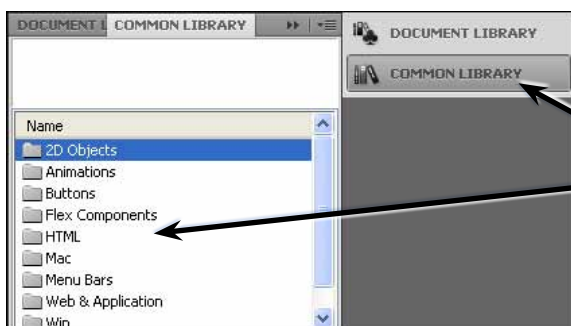 DOCUMENT L COMMON LIBRARY
Name
2D Objects
Animations
Buttons
Flex Components
HTML
Mac
Menu Bars
Web & Application
Win
DOCUMENT LIBRARY
COMMON LIBRARY